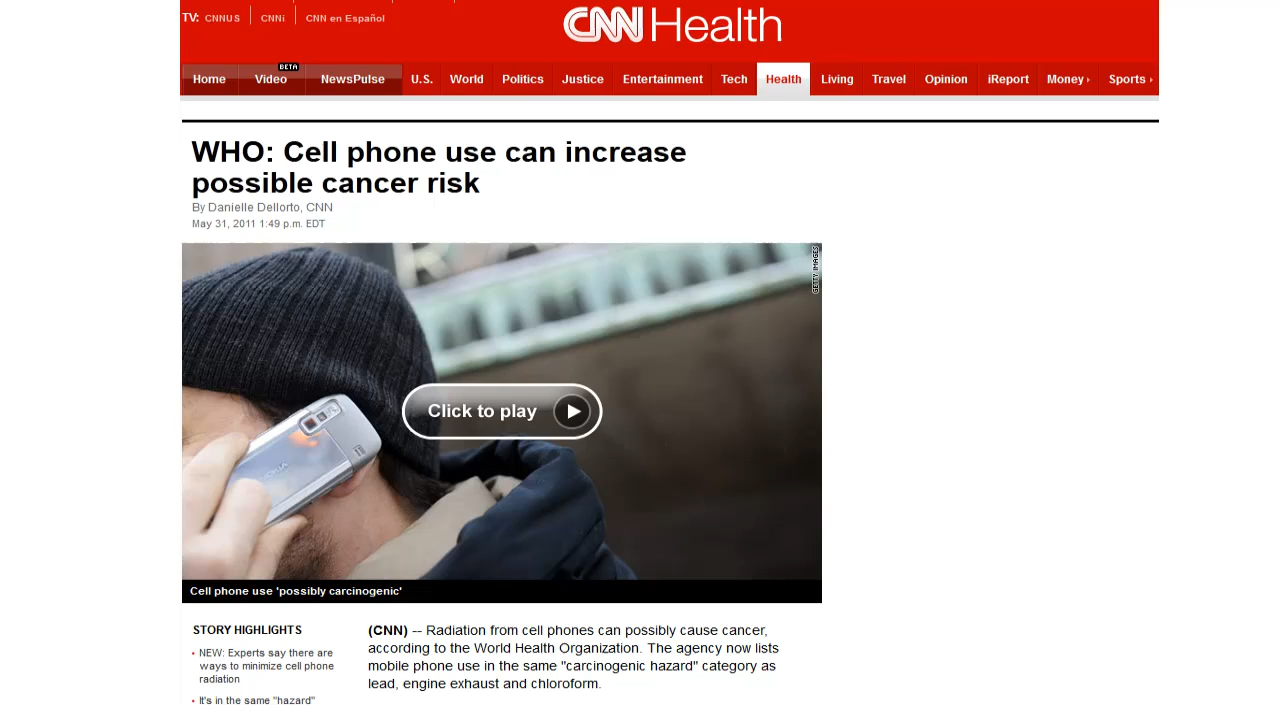 TV: CNNUS CNNi CNN en Español
CNN Health
BETA
Home Video NewsPulse U.S. World Politics Justice Entertainment Tech Health Living Travel Opinion iReport Money Sports
WHO: Cell phone use can increase
possible cancer risk
By Danielle Dellorto, CNN
May 31, 2011 1:49 p.m. EDT
GETTY IMAGES
Click to play
NOKIA
Cell phone use 'possibly carcinogenic'
STORY HIGHLIGHTS
NEW: Experts say there are
ways to minimize cell phone
radiation
It's in the same "hazard"
(CNN) -- Radiation from cell phones can possibly cause cancer,
according to the World Health Organization. The agency now lists
mobile phone use in the same "carcinogenic hazard" category as
lead, engine exhaust and chloroform.